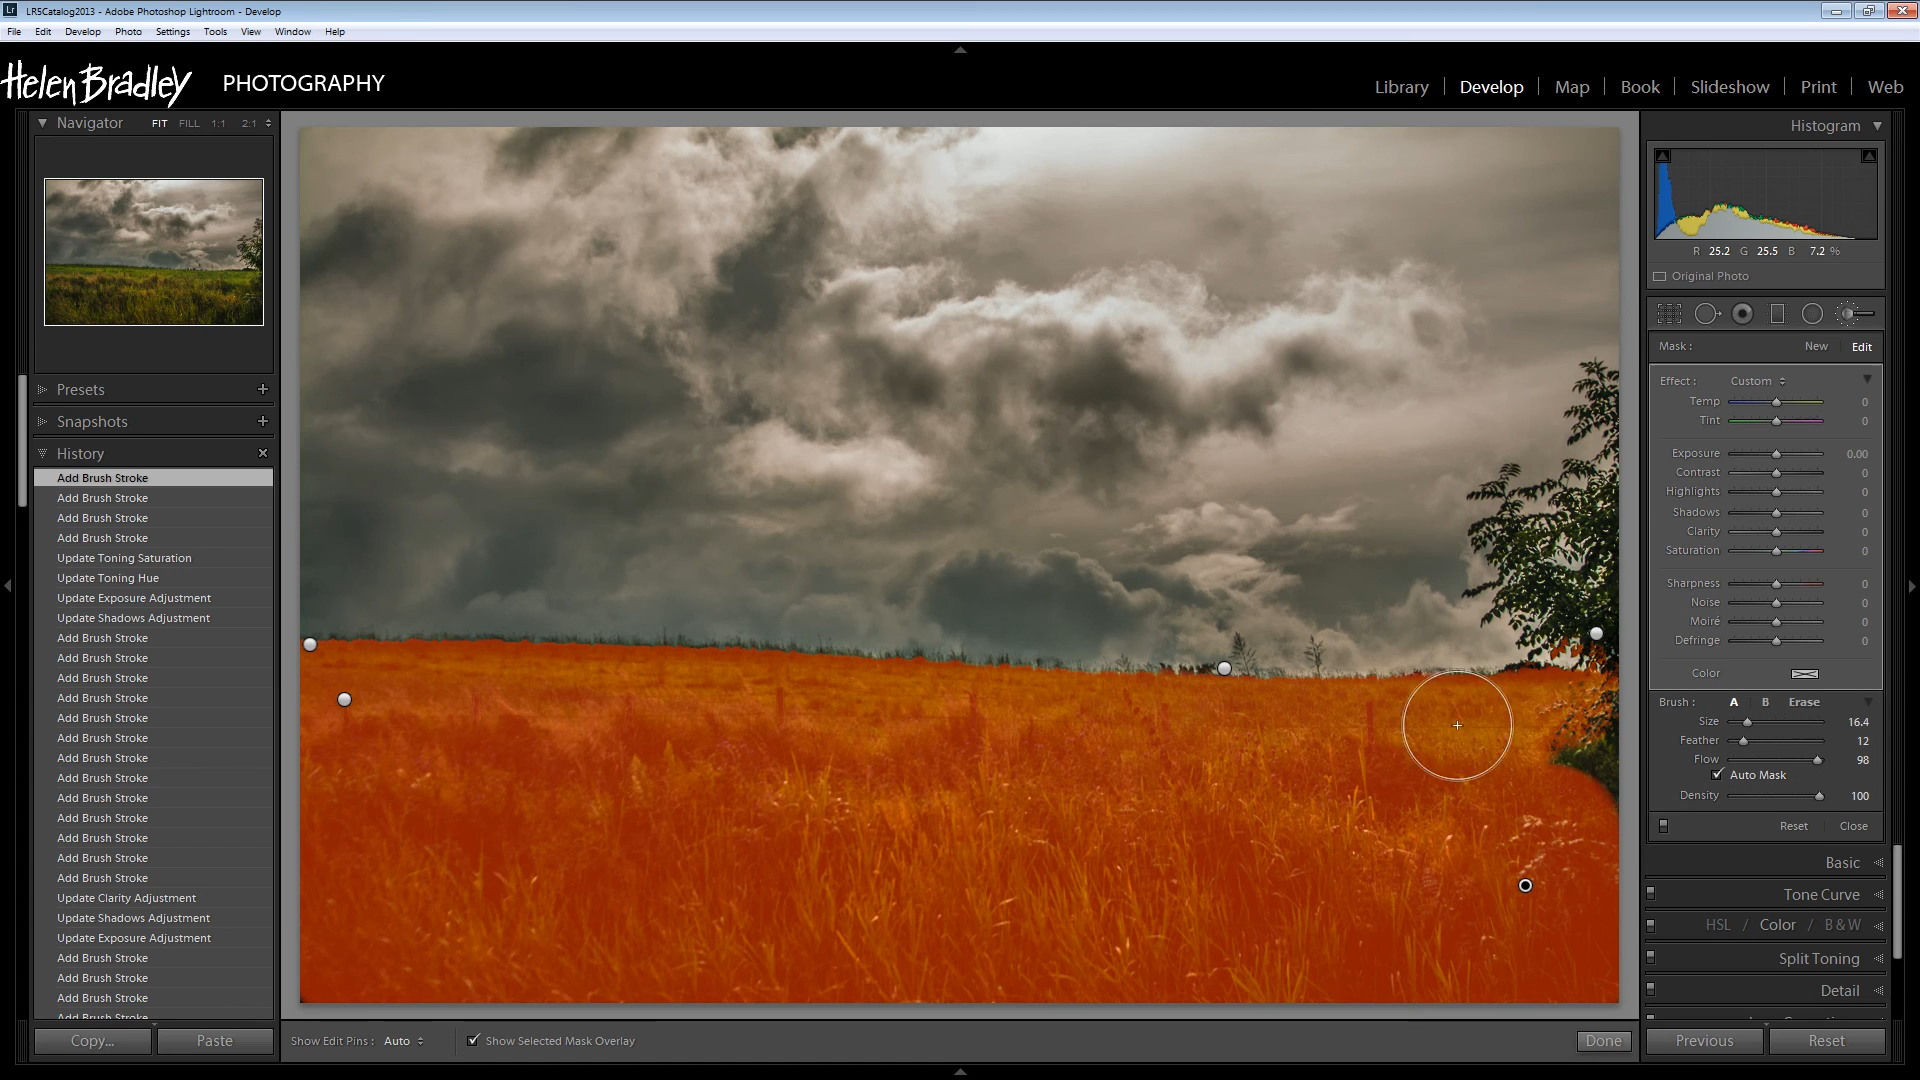 LR5Catalog2013 - Adobe Photoshop Lightroom - Develop
File Edit Develop Photo Settings Tools View Window Help
Helen Bradley PHOTOGRAPHY
Library Develop Map Book Slideshow Print Web
Navigator FIT FILL 1:1 2:1
Presets
Snapshots
History
Add Brush Stroke
Add Brush Stroke
Add Brush Stroke
Add Brush Stroke
Update Toning Saturation
Update Toning Hue
Update Exposure Adjustment
Update Shadows Adjustment
Add Brush Stroke
Add Brush Stroke
Add Brush Stroke
Add Brush Stroke
Add Brush Stroke
Add Brush Stroke
Add Brush Stroke
Add Brush Stroke
Add Brush Stroke
Add Brush Stroke
Add Brush Stroke
Add Brush Stroke
Add Brush Stroke
Update Clarity Adjustment
Update Shadows Adjustment
Update Exposure Adjustment
Add Brush Stroke
Add Brush Stroke
Add Brush Stroke
Add Brush Stroke
Copy... Paste
Show Edit Pins : Auto Show Selected Mask Overlay Done
Histogram
R 25.2 G 25.5 B 7.2 %
Original Photo
Mask : New Edit
Effect : Custom
Temp 0
Tint 0
Exposure 0.00
Contrast 0
Highlights 0
Shadows 0
Clarity 0
Saturation 0
Sharpness 0
Noise 0
Moiré 0
Defringe 0
Color
Brush : A B Erase
Size 16.4
Feather 12
Flow 98
Auto Mask
Density 100
Reset Close
Basic
Tone Curve
HSL / Color / B & W
Split Toning
Detail
Previous Reset